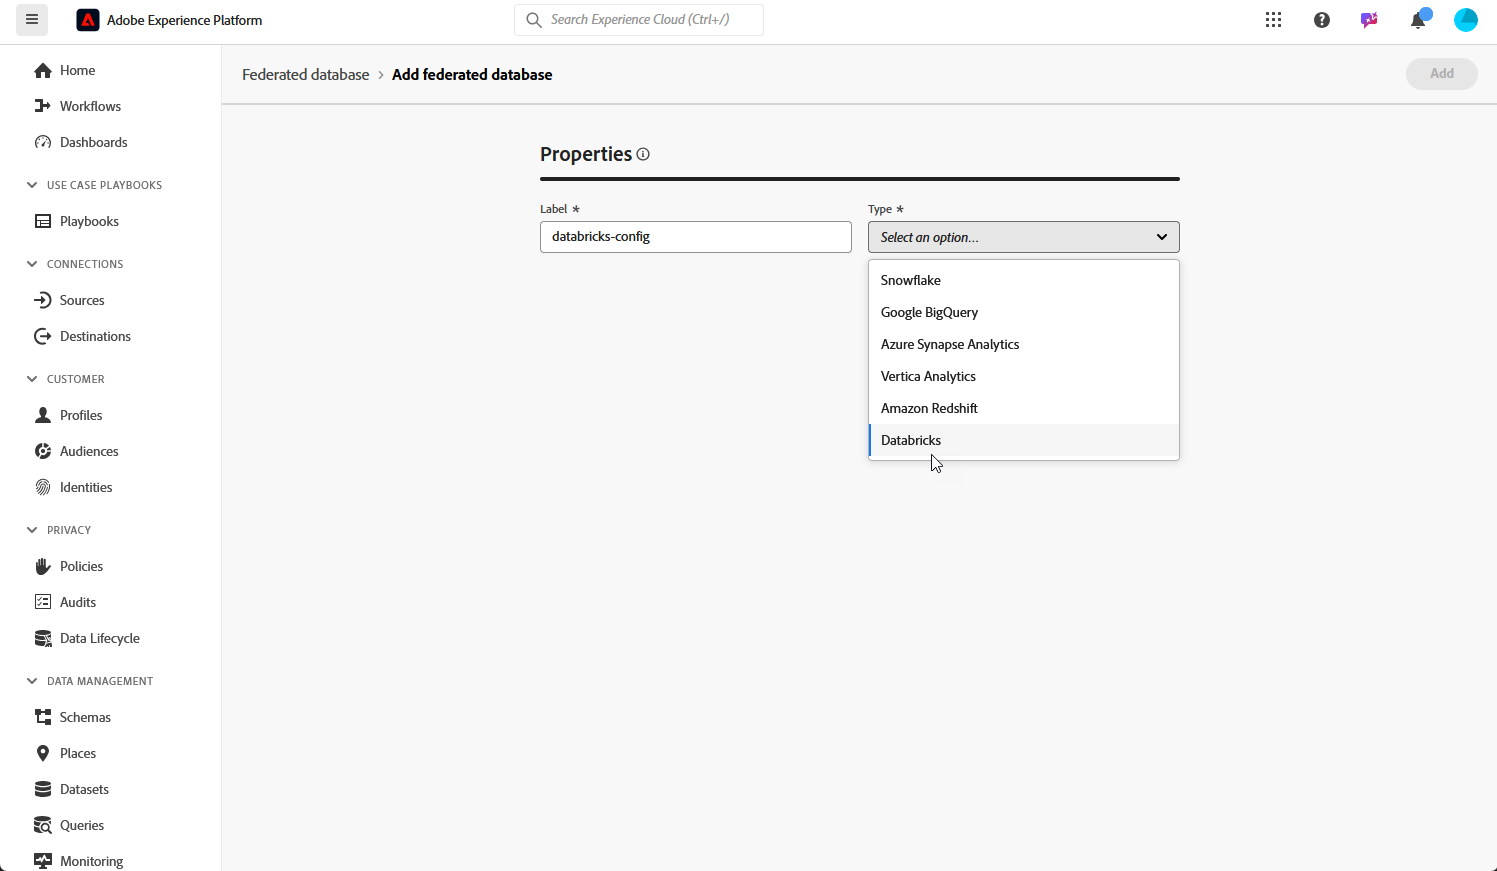 Adobe Experience Platform
Search Experience Cloud (Ctrl+/)
Home
Workflows
Dashboards
USE CASE PLAYBOOKS
Playbooks
CONNECTIONS
Sources
Destinations
CUSTOMER
Profiles
Audiences
Identities
PRIVACY
Policies
Audits
Data Lifecycle
DATA MANAGEMENT
Schemas
Places
Datasets
Queries
Monitoring
Federated database > Add federated database
Add
Properties
Label *
databricks-config
Type *
Select an option...
Snowflake
Google BigQuery
Azure Synapse Analytics
Vertica Analytics
Amazon Redshift
Databricks